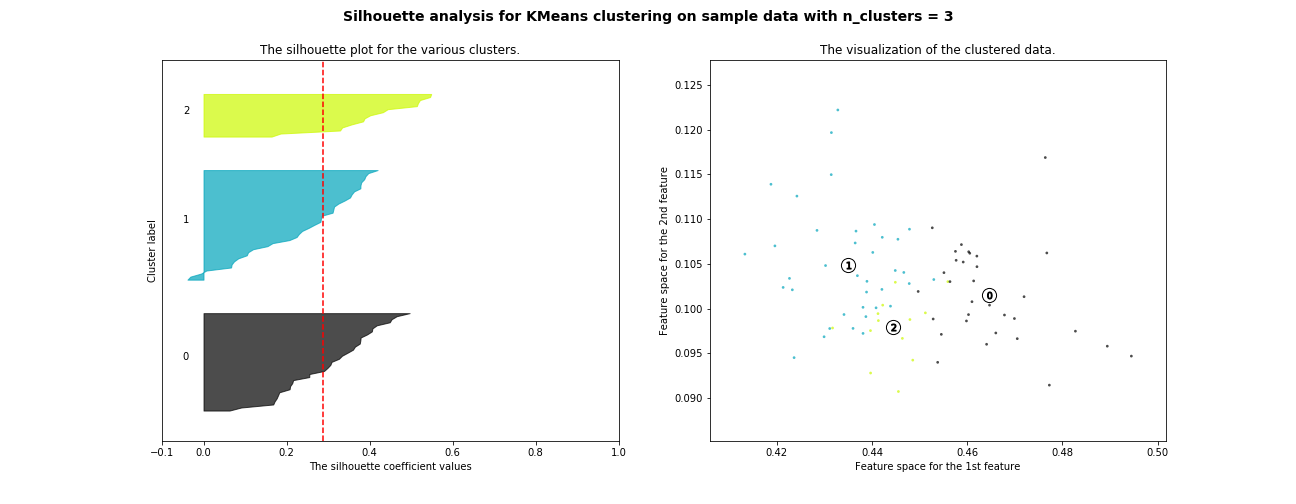 Silhouette analysis for KMeans clustering on sample data with n_clusters = 3
The silhouette plot for the various clusters.
2
1
0
Cluster label
−0.1 0.0 0.2 0.4 0.6 0.8 1.0
The silhouette coefficient values
The visualization of the clustered data.
0.125
0.120
0.115
0.110
0.105
0.100
0.095
0.090
Feature space for the 2nd feature
1
0
2
0.42 0.44 0.46 0.48 0.50
Feature space for the 1st feature